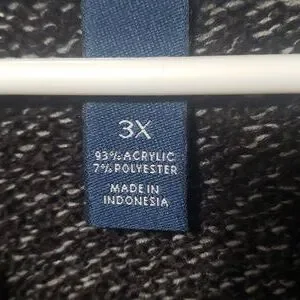 3X
93% ACRYLIC
7% POLYESTER
MADE IN
INDONESIA